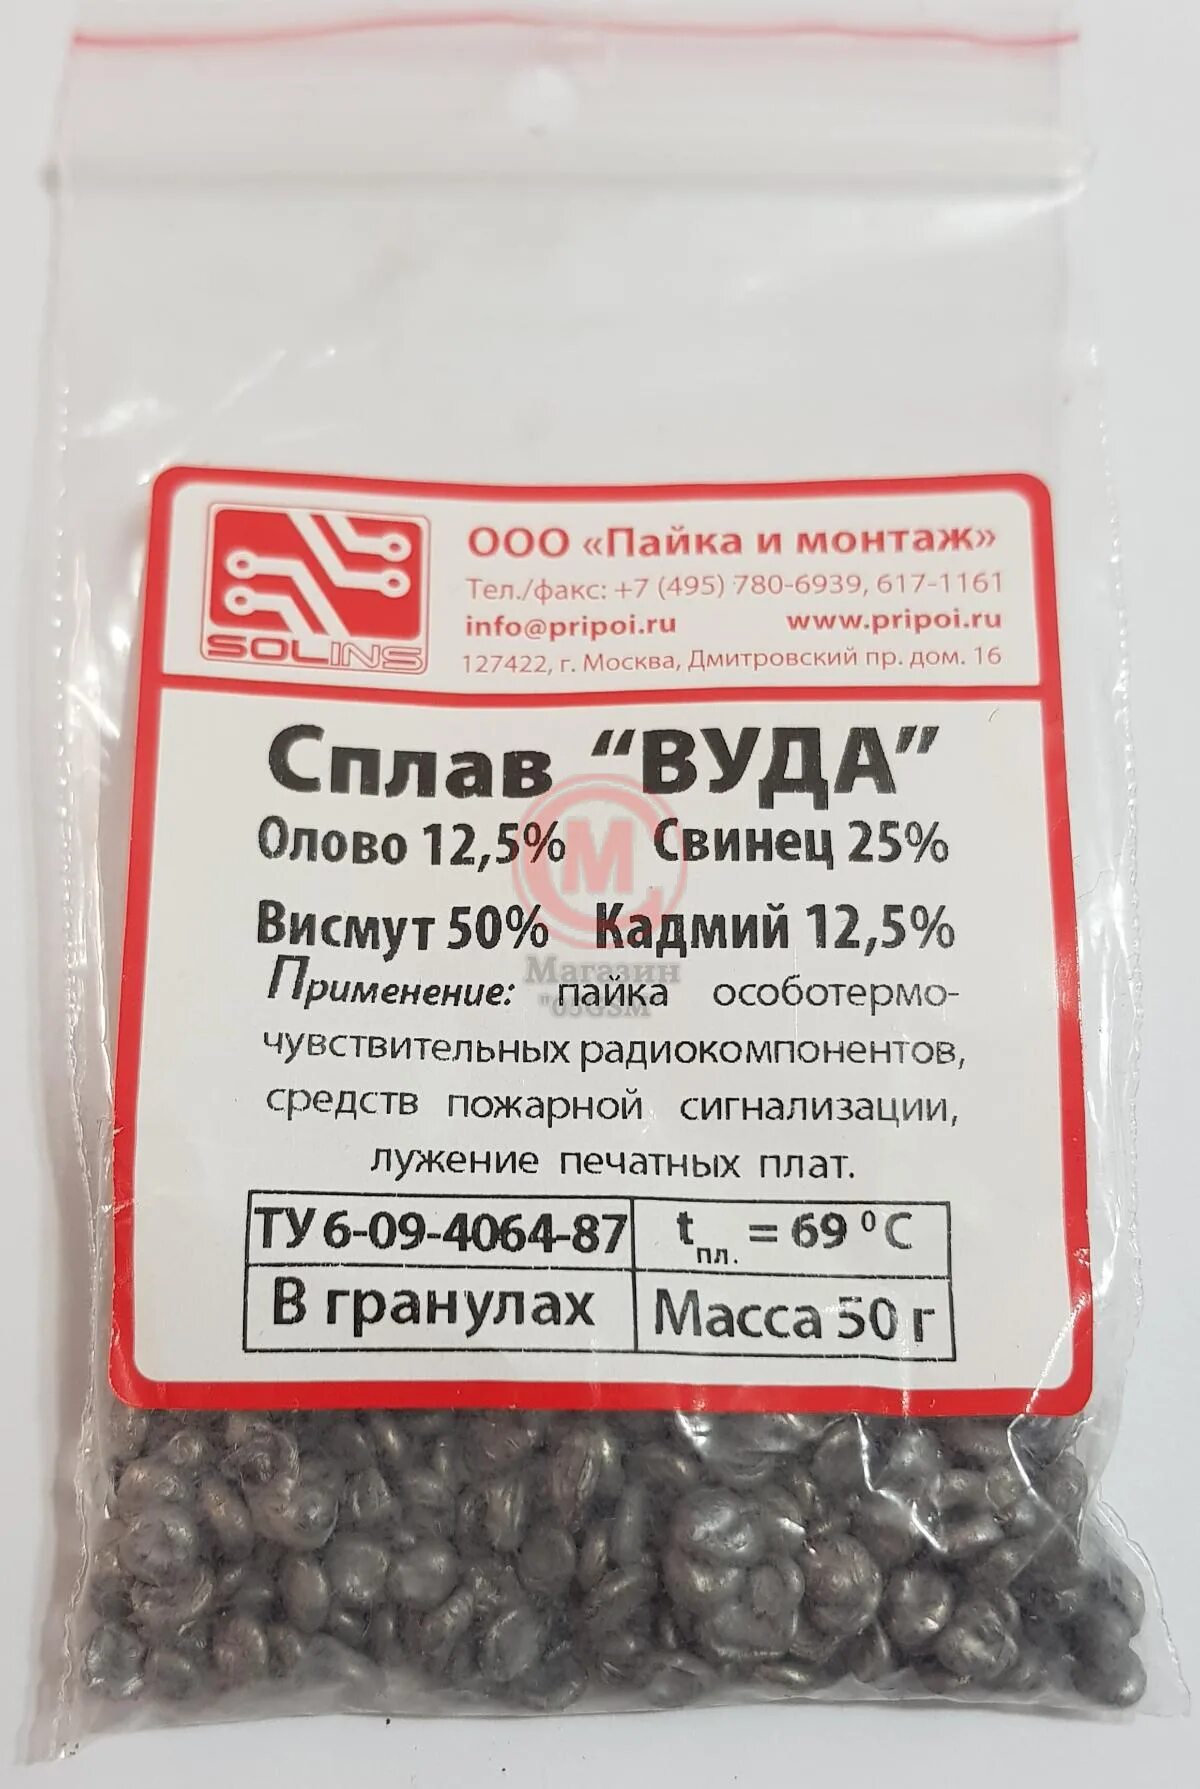 SOLINS
ООО «Пайка и монтаж»
Тел./факс: +7 (495) 780-6939, 617-1161
info@pripoi.ru www.pripoi.ru
127422, г. Москва, Дмитровский пр. дом. 16
Сплав “ВУДА”
Олово 12,5% Свинец 25%
Висмут 50% Кадмий 12,5%
Применение: пайка особотермо-
чувствительных радиокомпонентов,
средств пожарной сигнализации,
лужение печатных плат.
ТУ 6-09-4064-87 tпл. = 69 ⁰C
В гранулах Масса 50 г
М
Магазин
"05GSM"